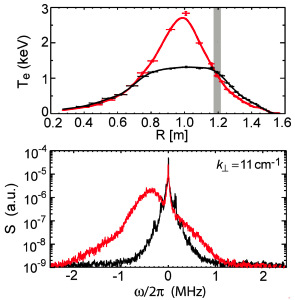 3
2
1
0
Tₑ (keV)
0.2 0.4 0.6 0.8 1.0 1.2 1.4 1.6
R [m]
10⁻⁴
10⁻⁵
10⁻⁶
10⁻⁷
10⁻⁸
10⁻⁹
S (a.u.)
k⊥ = 11 cm⁻¹
-2 -1 0 1 2
ω/2π (MHz)